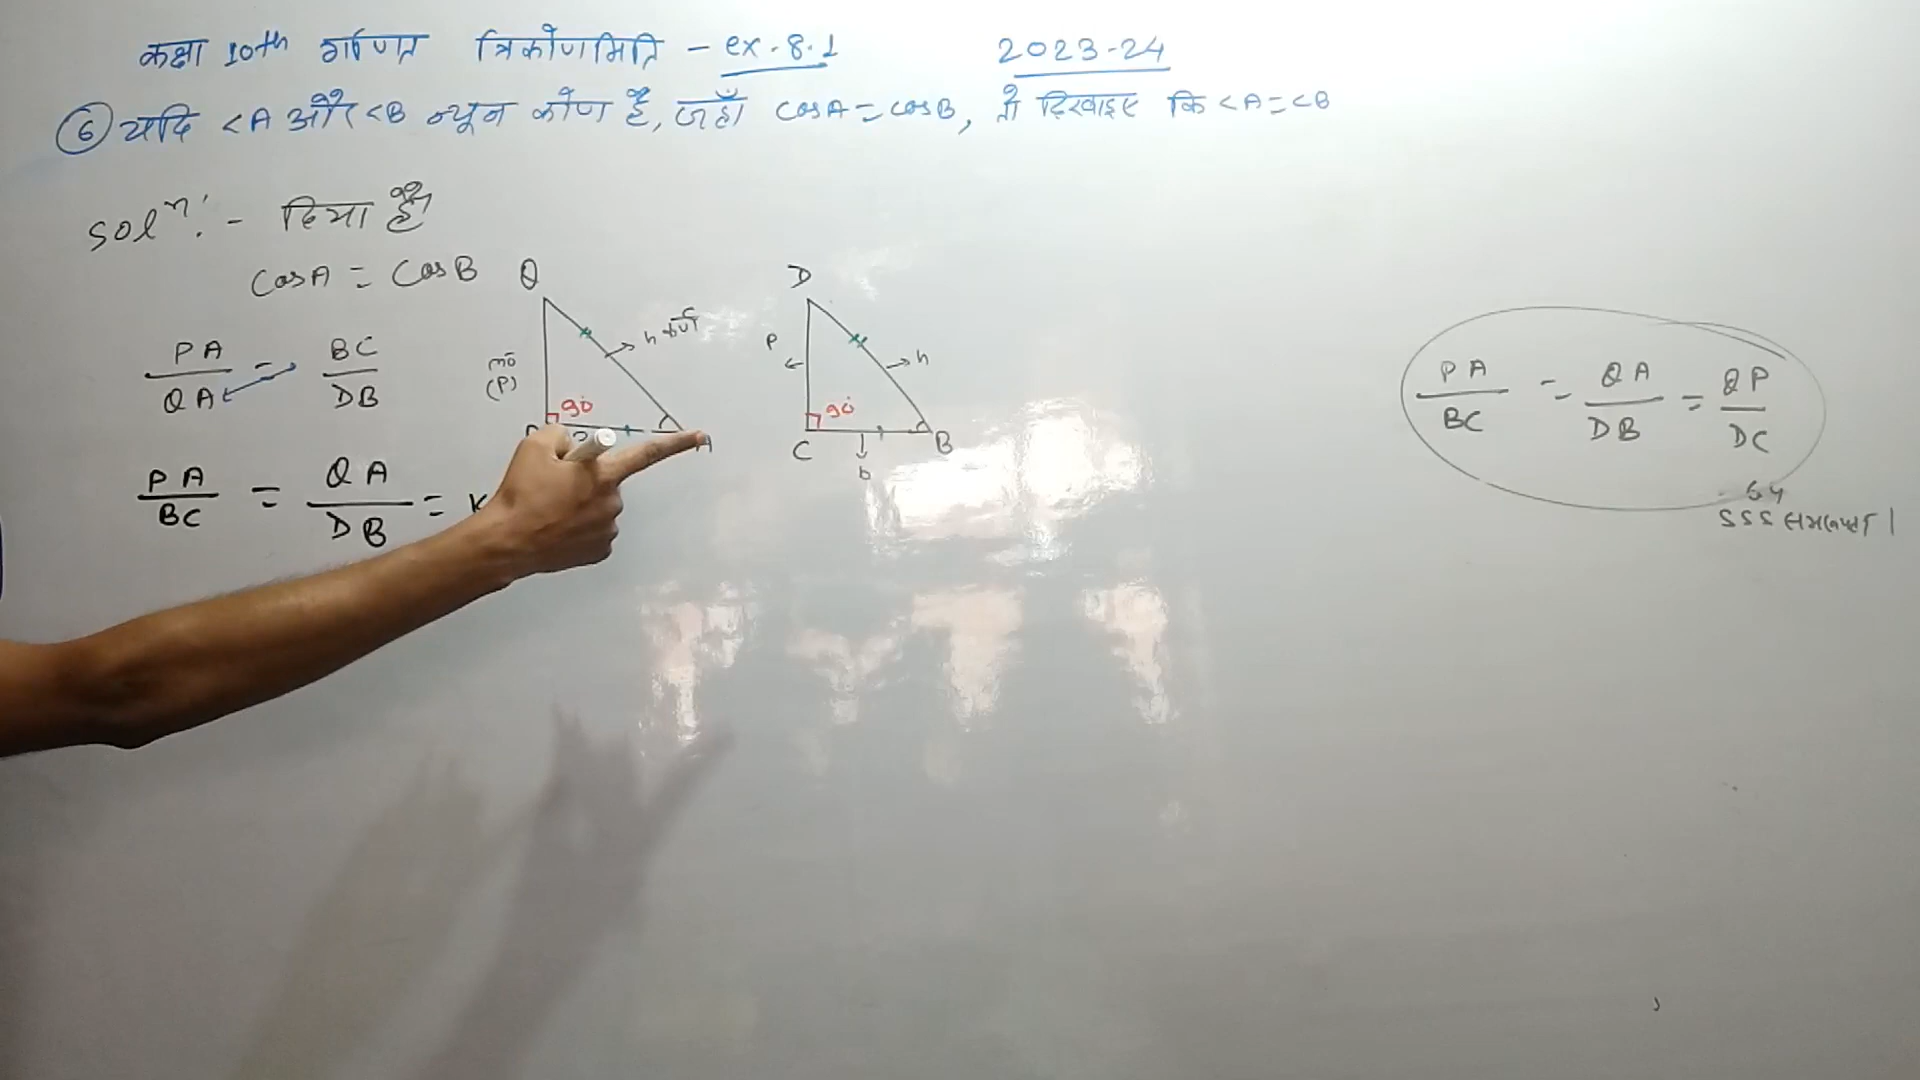 कक्षा 10th गणित त्रिकोणमिति - ex. 8.1 2023-24
⑥ यदि <A और <B न्यून कोण हैं, जहाँ cosA = cosB, तो दिखाइए कि <A = <B
Solⁿ:- दिया है
CosA = CosB
PA/QA = BC/DB
PA/BC = QA/DB = K
Q
h कर्ण
(P)
90°
A
D
P
h
90°
C
b
B
PA/BC = QA/DB = QP/DC
- By
SSS समरूपता।